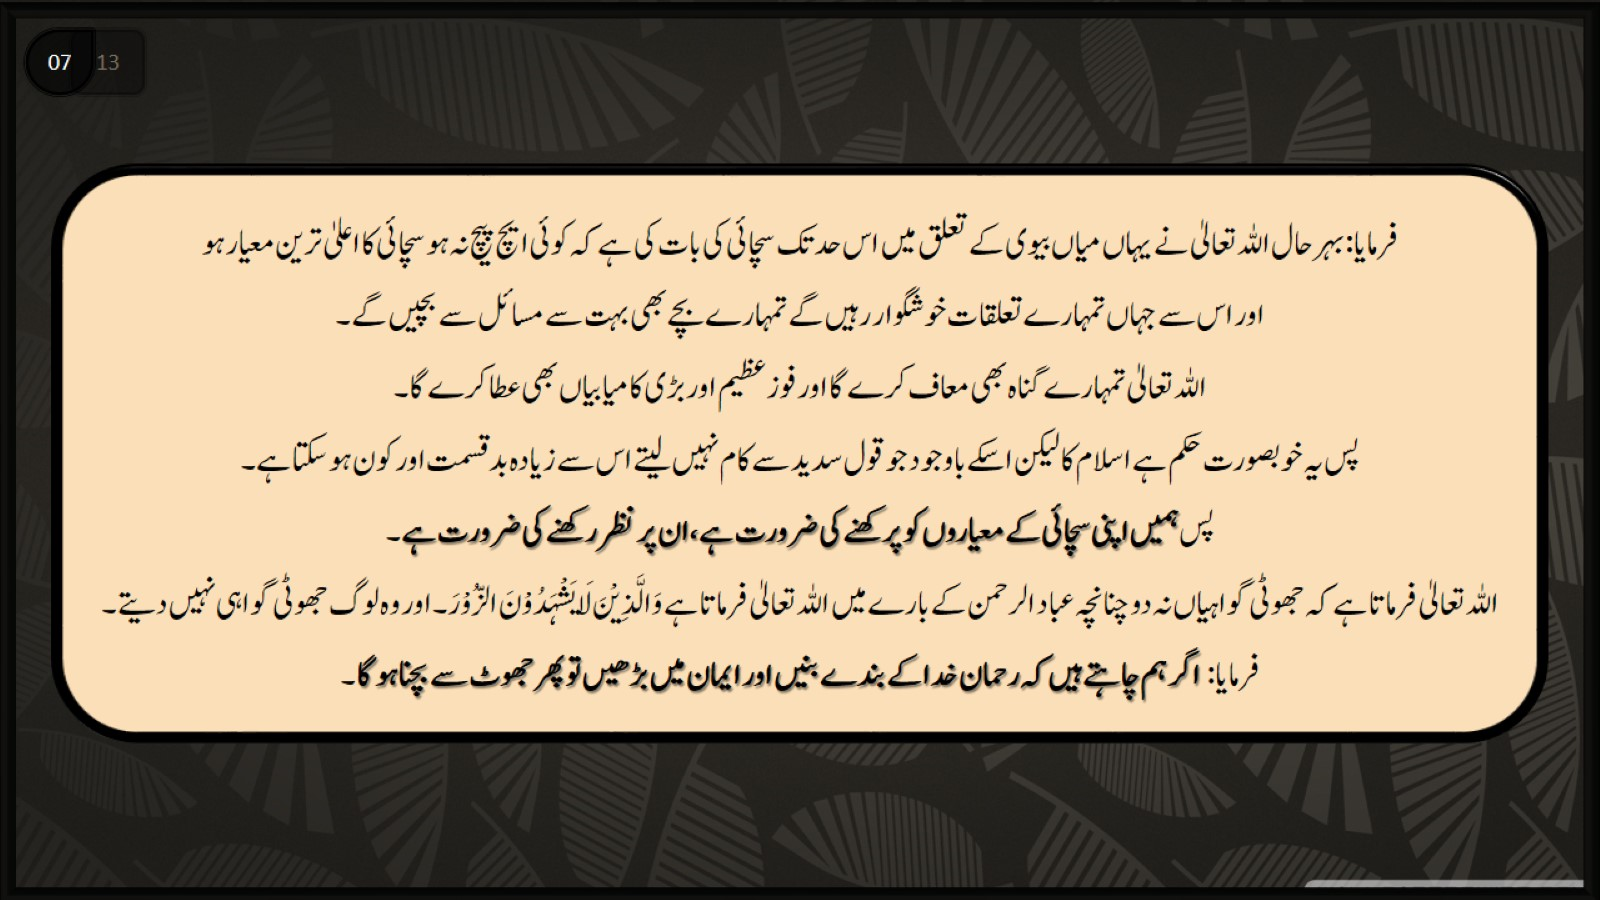 07 13
فرمایا: بہر حال اللہ تعالیٰ نے یہاں میاں بیوی کے تعلق میں اس حد تک سچائی کی بات کی ہے کہ کوئی ایچ پیچ نہ ہو سچائی کا اعلیٰ ترین معیار ہو
اور اس سے جہاں تمہارے تعلقات خوشگوار رہیں گے تمہارے بچے بھی بہت سے مسائل سے بچیں گے۔
اللہ تعالیٰ تمہارے گناہ بھی معاف کرے گا اور فوز عظیم اور بڑی کامیابیاں بھی عطا کرے گا۔
پس یہ خوبصورت حکم ہے اسلام کا لیکن اسکے باوجود جو قول سدید سے کام نہیں لیتے اس سے زیادہ بد قسمت اور کون ہو سکتا ہے۔
پس ہمیں اپنی سچائی کے معیاروں کو پرکھنے کی ضرورت ہے، ان پر نظر رکھنے کی ضرورت ہے۔
اللہ تعالیٰ فرماتا ہے کہ جھوٹی گواہیاں نہ دو چنانچہ عباد الرحمن کے بارے میں اللہ تعالیٰ فرماتا ہے وَالَّذِیْنَ لَا یَشْہَدُوْنَ الزُّوْرَ۔ اور وہ لوگ جھوٹی گواہی نہیں دیتے۔
فرمایا: اگر ہم چاہتے ہیں کہ رحمان خدا کے بندے بنیں اور ایمان میں بڑھیں تو پھر جھوٹ سے بچنا ہو گا۔